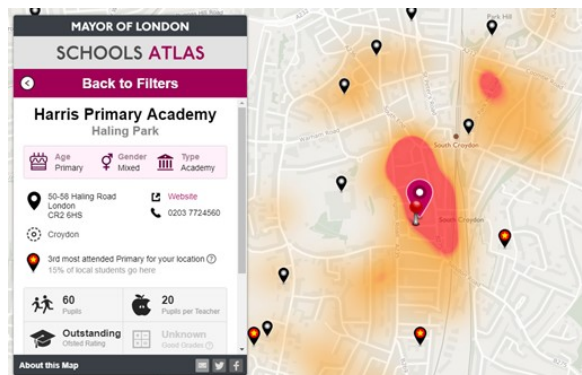 MAYOR OF LONDON
SCHOOLS ATLAS
Back to Filters
Harris Primary Academy
Haling Park
Age
Primary
Gender
Mixed
Type
Academy
50-58 Haling Road
London
CR2 6HS
Website
0203 7724560
Croydon
3rd most attended Primary for your location
15% of local students go here
60
Pupils
20
Pupils per Teacher
Outstanding
Ofsted Rating
Unknown
Good Grades
About this Map
Park Hill
South Croydon
South Croydon